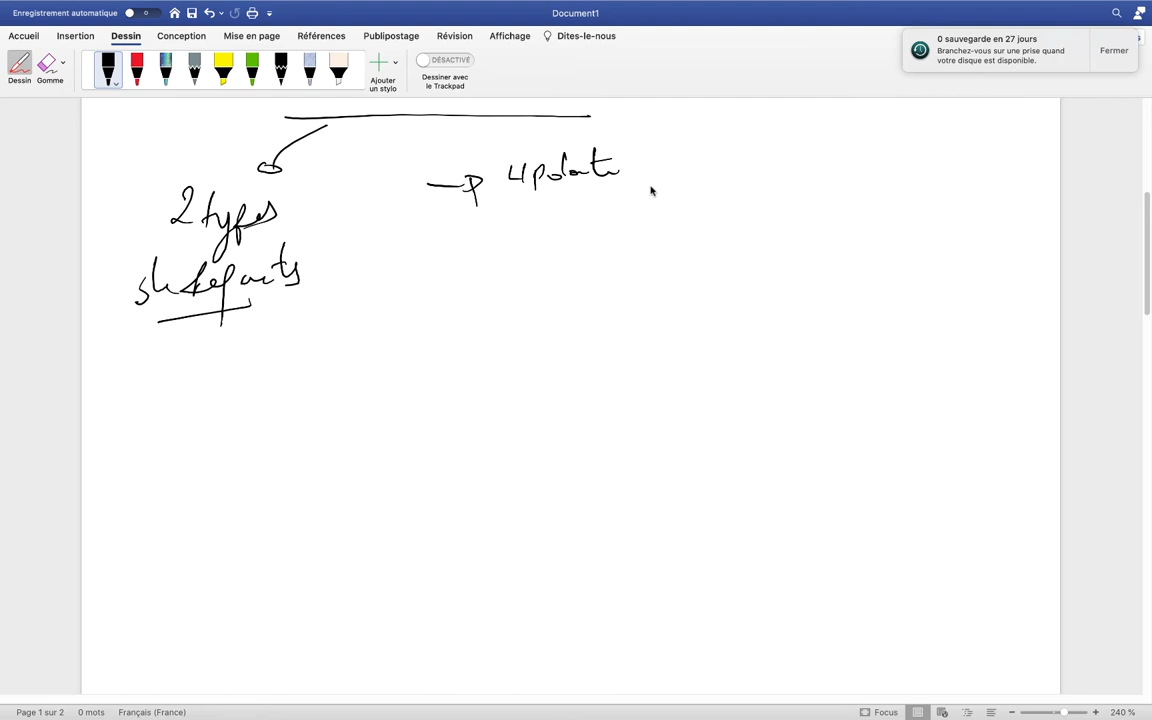 Enregistrement automatique
Document1
Accueil Insertion Dessin Conception Mise en page Références Publipostage Révision Affichage Dites-le-nous
0 sauvegarde en 27 jours
Branchez-vous sur une prise quand
votre disque est disponible.
Fermer
Dessin
Gomme
Ajouter
un stylo
DÉSACTIVÉ
Dessiner avec
le Trackpad
2 types
Page 1 sur 2 0 mots Français (France) Focus 240 %